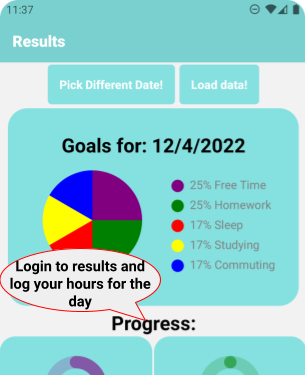 11:37
Results
Pick Different Date!
Load data!
Goals for: 12/4/2022
25% Free Time
25% Homework
17% Sleep
17% Studying
17% Commuting
Login to results and
log your hours for the
day
Progress: